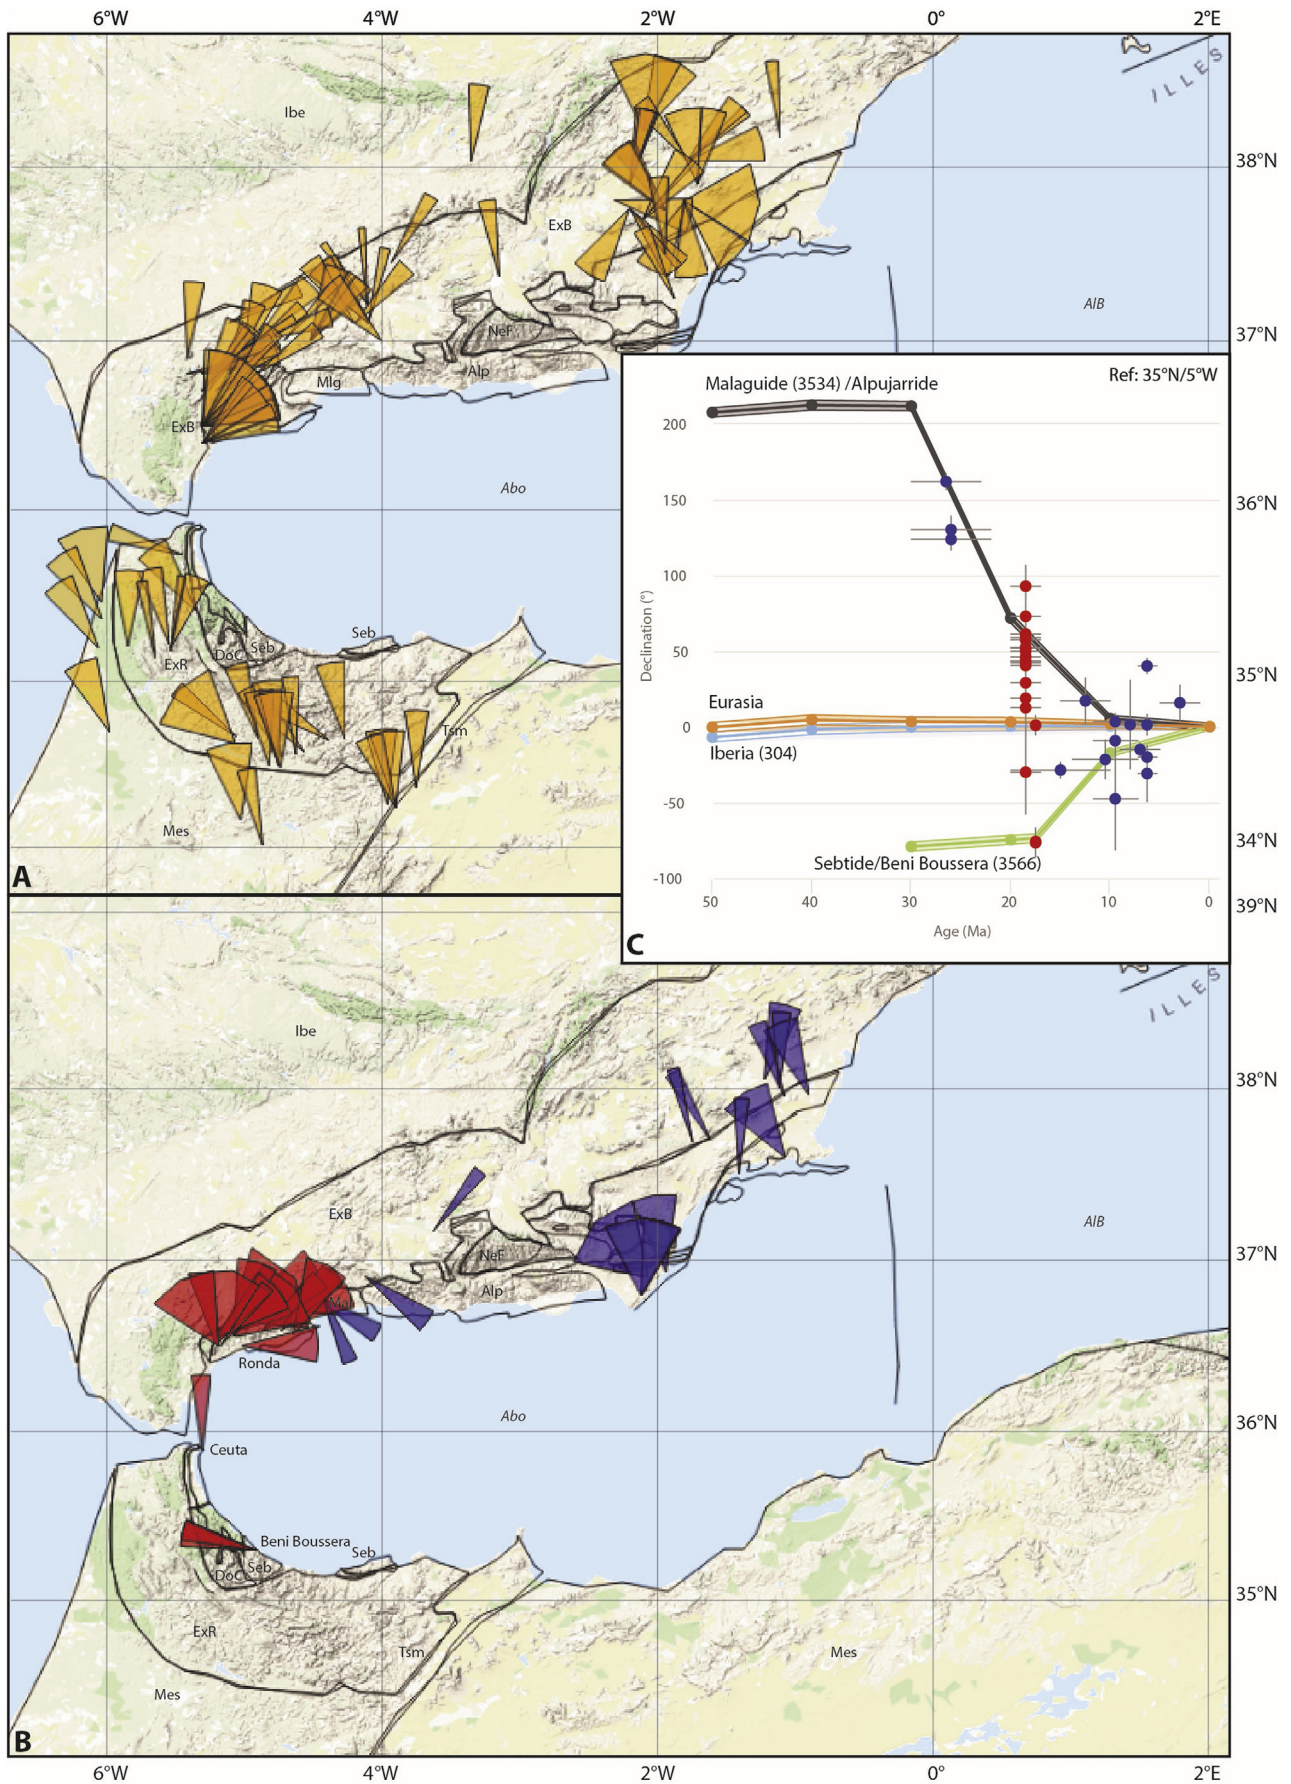 6°W 4°W 2°W 0° 2°E
ILLES
Ibe
38°N
ExB
AlB
37°N
NeF
Alp
Mlg
ExB
Abo
36°N
Seb
DoC Seb
ExR
35°N
Tsm
Mes
34°N
A
Malaguide (3534) /Alpujarride
Ref: 35°N/5°W
200
150
100
50
0
-50
-100
Declination (°)
Eurasia
Iberia (304)
Sebtide/Beni Boussera (3566)
50 40 30 20 10 0
Age (Ma)
C
39°N
ILLES
Ibe
38°N
ExB
AlB
NeF
37°N
Alp
Mal
Ronda
Abo
36°N
Ceuta
Beni Boussera
Seb
Seb
DoC
35°N
ExR
Tsm
Mes
Mes
B
6°W 4°W 2°W 0° 2°E